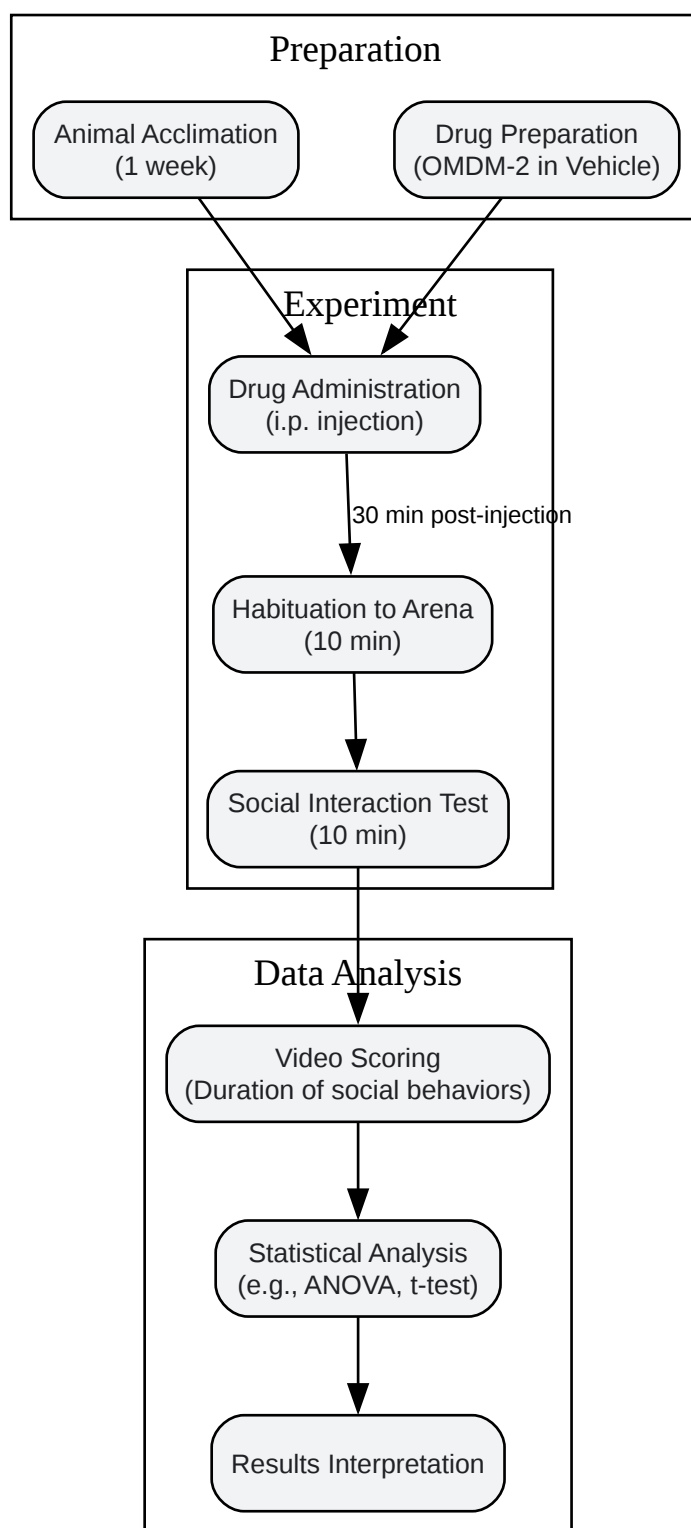 Preparation
Animal Acclimation
(1 week)
Drug Preparation
(OMDM-2 in Vehicle)
Experiment
Drug Administration
(i.p. injection)
30 min post-injection
Habituation to Arena
(10 min)
Social Interaction Test
(10 min)
Data Analysis
Video Scoring
(Duration of social behaviors)
Statistical Analysis
(e.g., ANOVA, t-test)
Results Interpretation